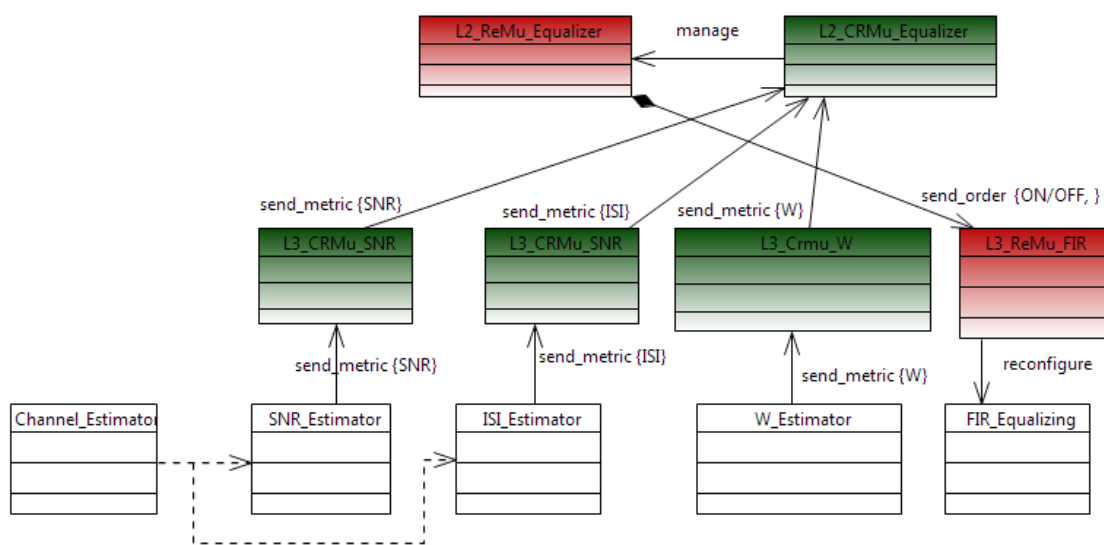 L2_ReMu_Equalizer
manage
L2_CRMu_Equalizer
send_metric {SNR}
send_metric {ISI}
send_metric {W}
send_order {ON/OFF, }
L3_CRMu_SNR
L3_CRMu_SNR
L3_Crmu_W
L3_ReMu_FIR
send_metric {SNR}
send_metric {ISI}
send_metric {W}
reconfigure
Channel_Estimator
SNR_Estimator
ISI_Estimator
W_Estimator
FIR_Equalizing